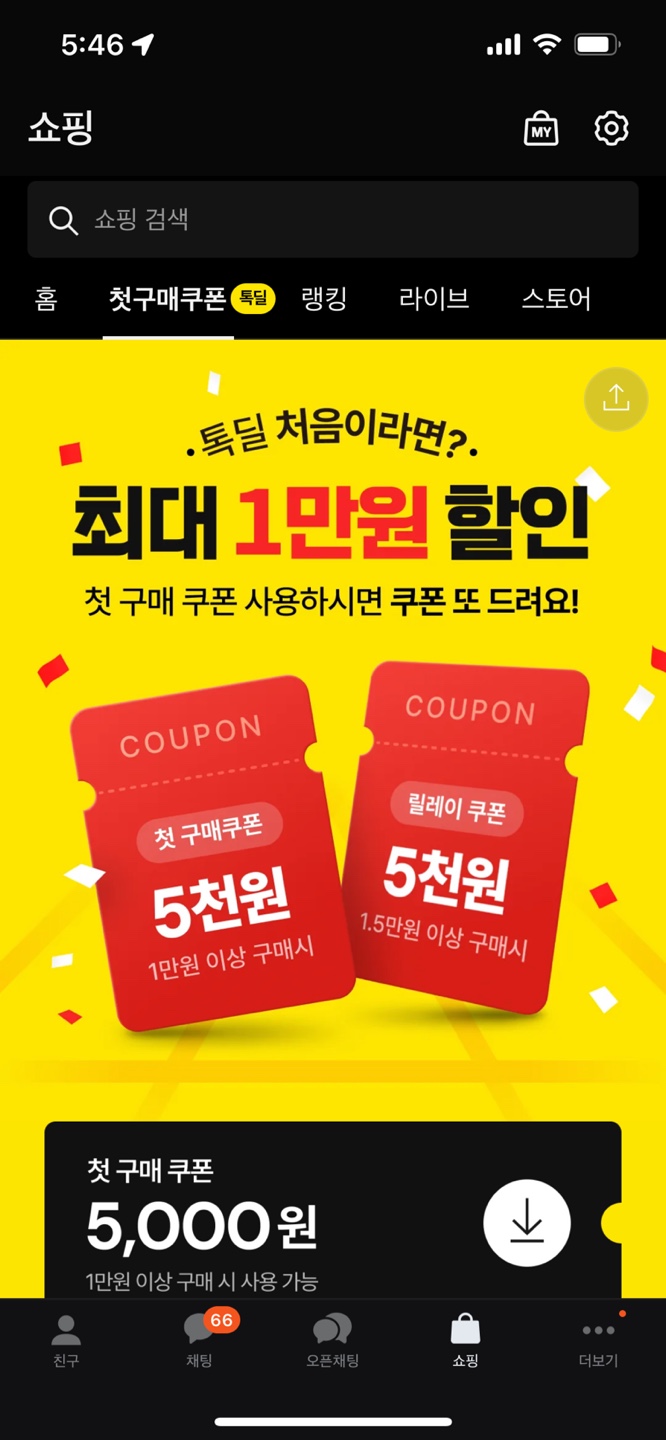 5:46
쇼핑
MY
쇼핑 검색
홈 첫구매쿠폰 톡딜 랭킹 라이브 스토어
톡딜 처음이라면?
최대 1만원 할인
첫 구매 쿠폰 사용하시면 쿠폰 또 드려요!
COUPON
첫 구매쿠폰
5천원
1만원 이상 구매시
COUPON
릴레이 쿠폰
5천원
1.5만원 이상 구매시
첫 구매 쿠폰
5,000원
1만원 이상 구매 시 사용 가능
66
친구 채팅 오픈채팅 쇼핑 더보기